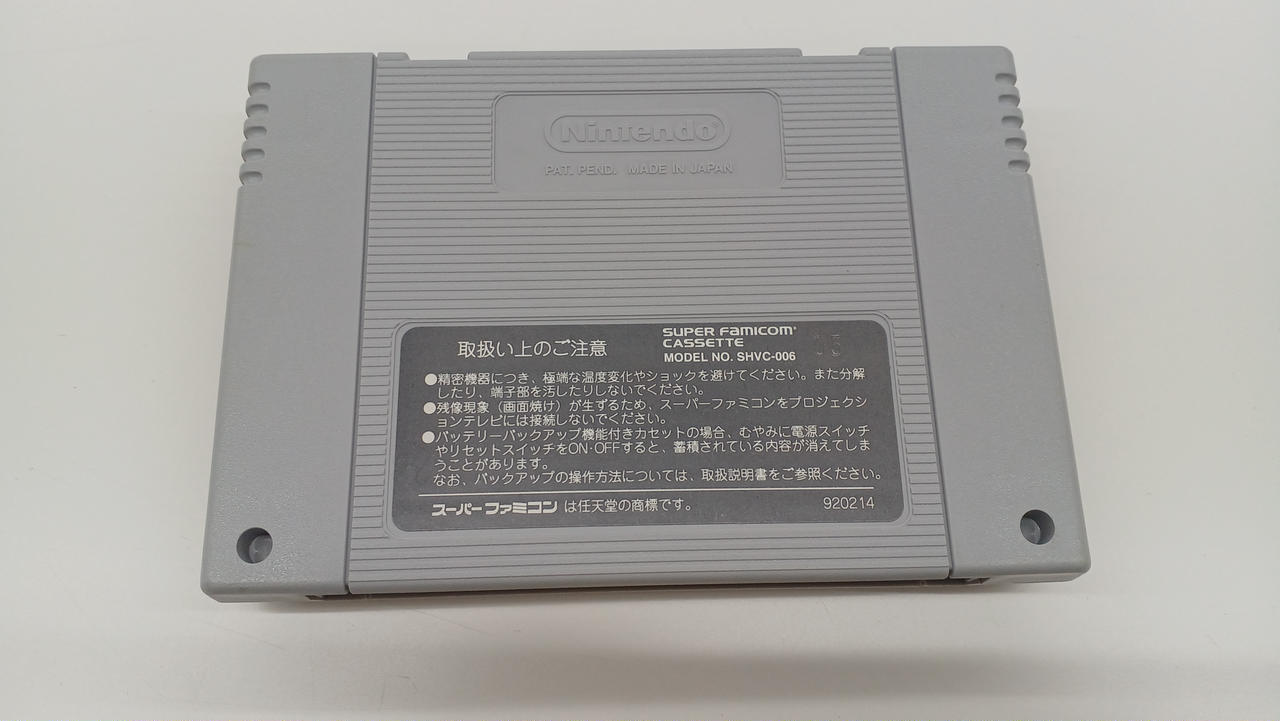 Nintendo
PAT. PEND. MADE IN JAPAN
取扱い上のご注意
SUPER FAMICOM
CASSETTE
MODEL NO. SHVC-006
●精密機器につき、極端な温度変化やショックを避けてください。また分解
したり、端子部を汚したりしないでください。
●残像現象（画面焼け）が生ずるため、スーパーファミコンをプロジェクシ
ョンテレビには接続しないでください。
●バッテリーバックアップ機能付きカセットの場合、むやみに電源スイッチ
やリセットスイッチをON・OFFすると、蓄積されている内容が消えてしま
うことがあります。
なお、バックアップの操作方法については、取扱説明書をご参照ください。
スーパーファミコン は任天堂の商標です。
920214